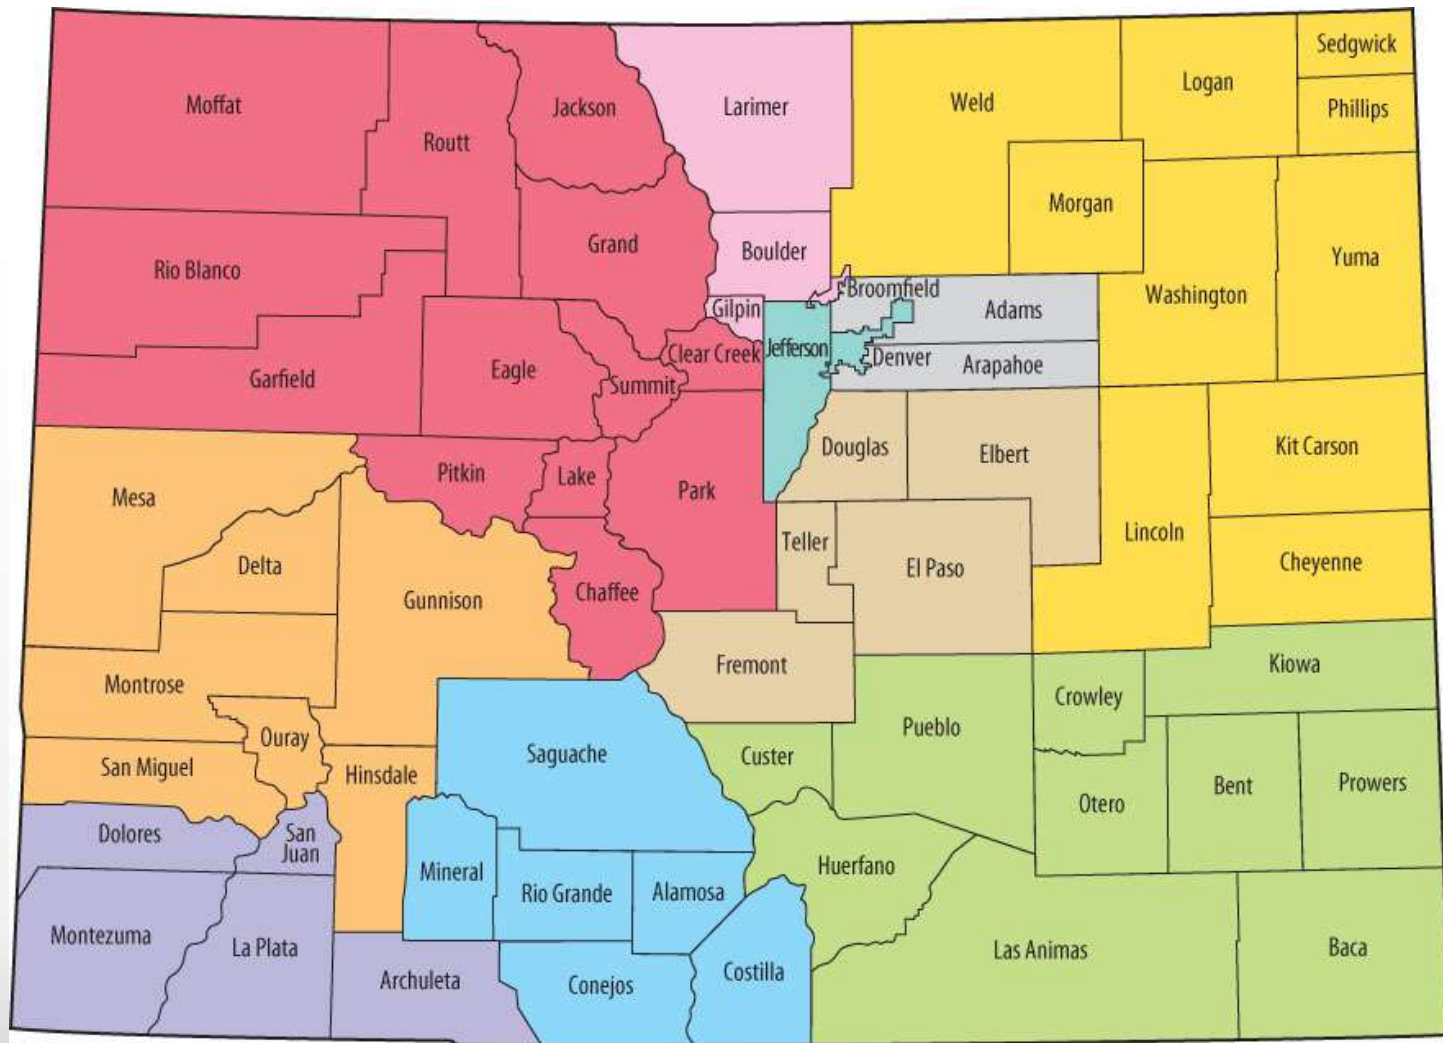 Sedgwick
Logan
Weld
Moffat
Jackson
Larimer
Phillips
Routt
Morgan
Grand
Boulder
Yuma
Rio Blanco
Broomfield
Washington
Gilpin
Adams
Jefferson
Clear Creek
Denver
Arapahoe
Eagle
Garfield
Summit
Douglas
Elbert
Kit Carson
Pitkin
Lake
Park
Mesa
Lincoln
Teller
Cheyenne
Delta
El Paso
Chaffee
Gunnison
Fremont
Kiowa
Montrose
Crowley
Pueblo
Ouray
Saguache
Custer
San Miguel
Hinsdale
Prowers
Bent
Otero
Dolores
San
Juan
Huerfano
Mineral
Rio Grande
Alamosa
Montezuma
La Plata
Las Animas
Baca
Costilla
Archuleta
Conejos